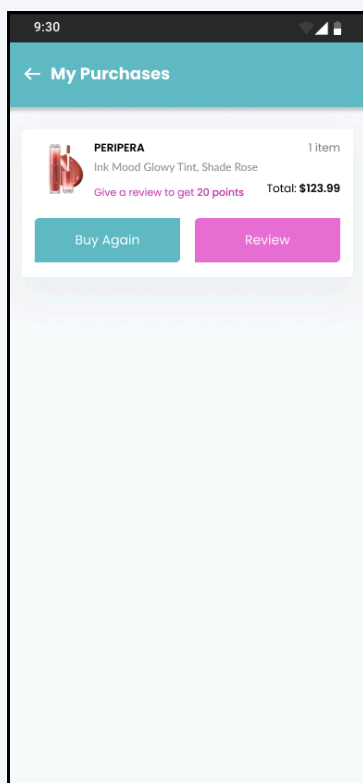 9:30
My Purchases
PERIPERA 1 item
Ink Mood Glowy Tint, Shade Rose
Give a review to get 20 points Total: $123.99
Buy Again Review